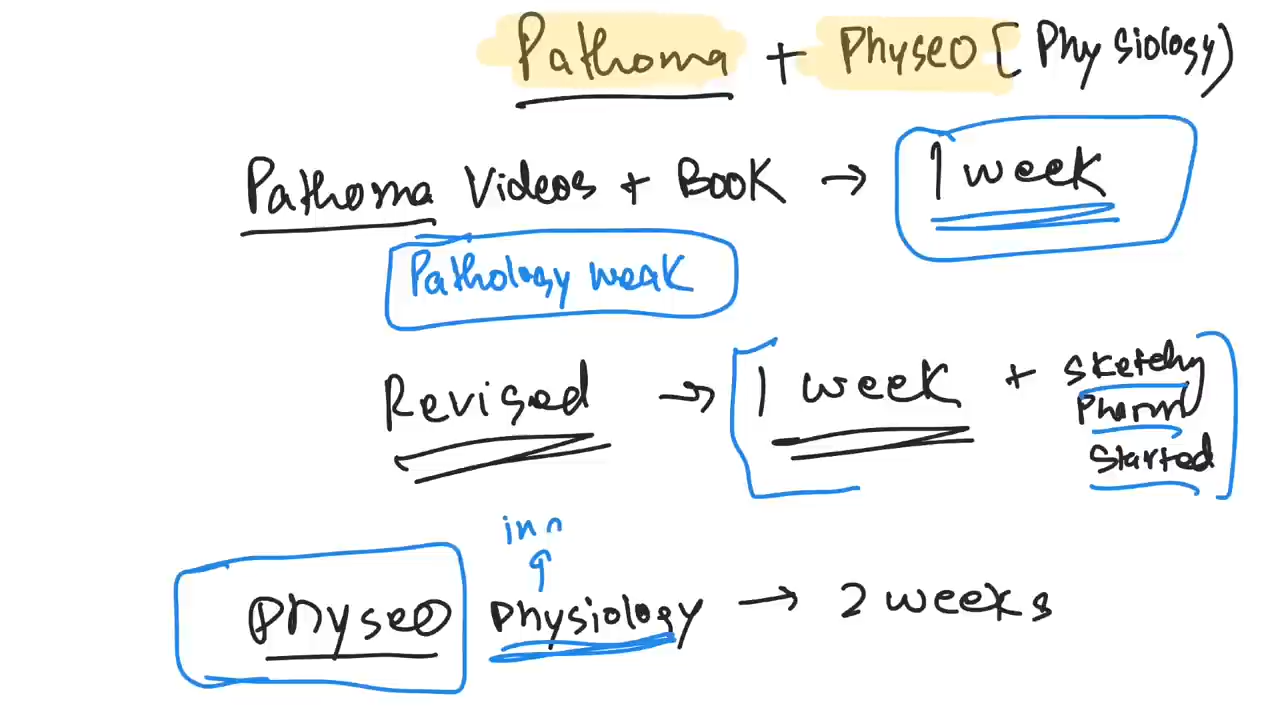 Pathoma + Physeo [Physiology)
Pathoma Videos + Book → 1 week
Pathology weak
Revised → 1 week + Sketchy
Pharm
Started
in
Physeo Physiology → 2 weeks